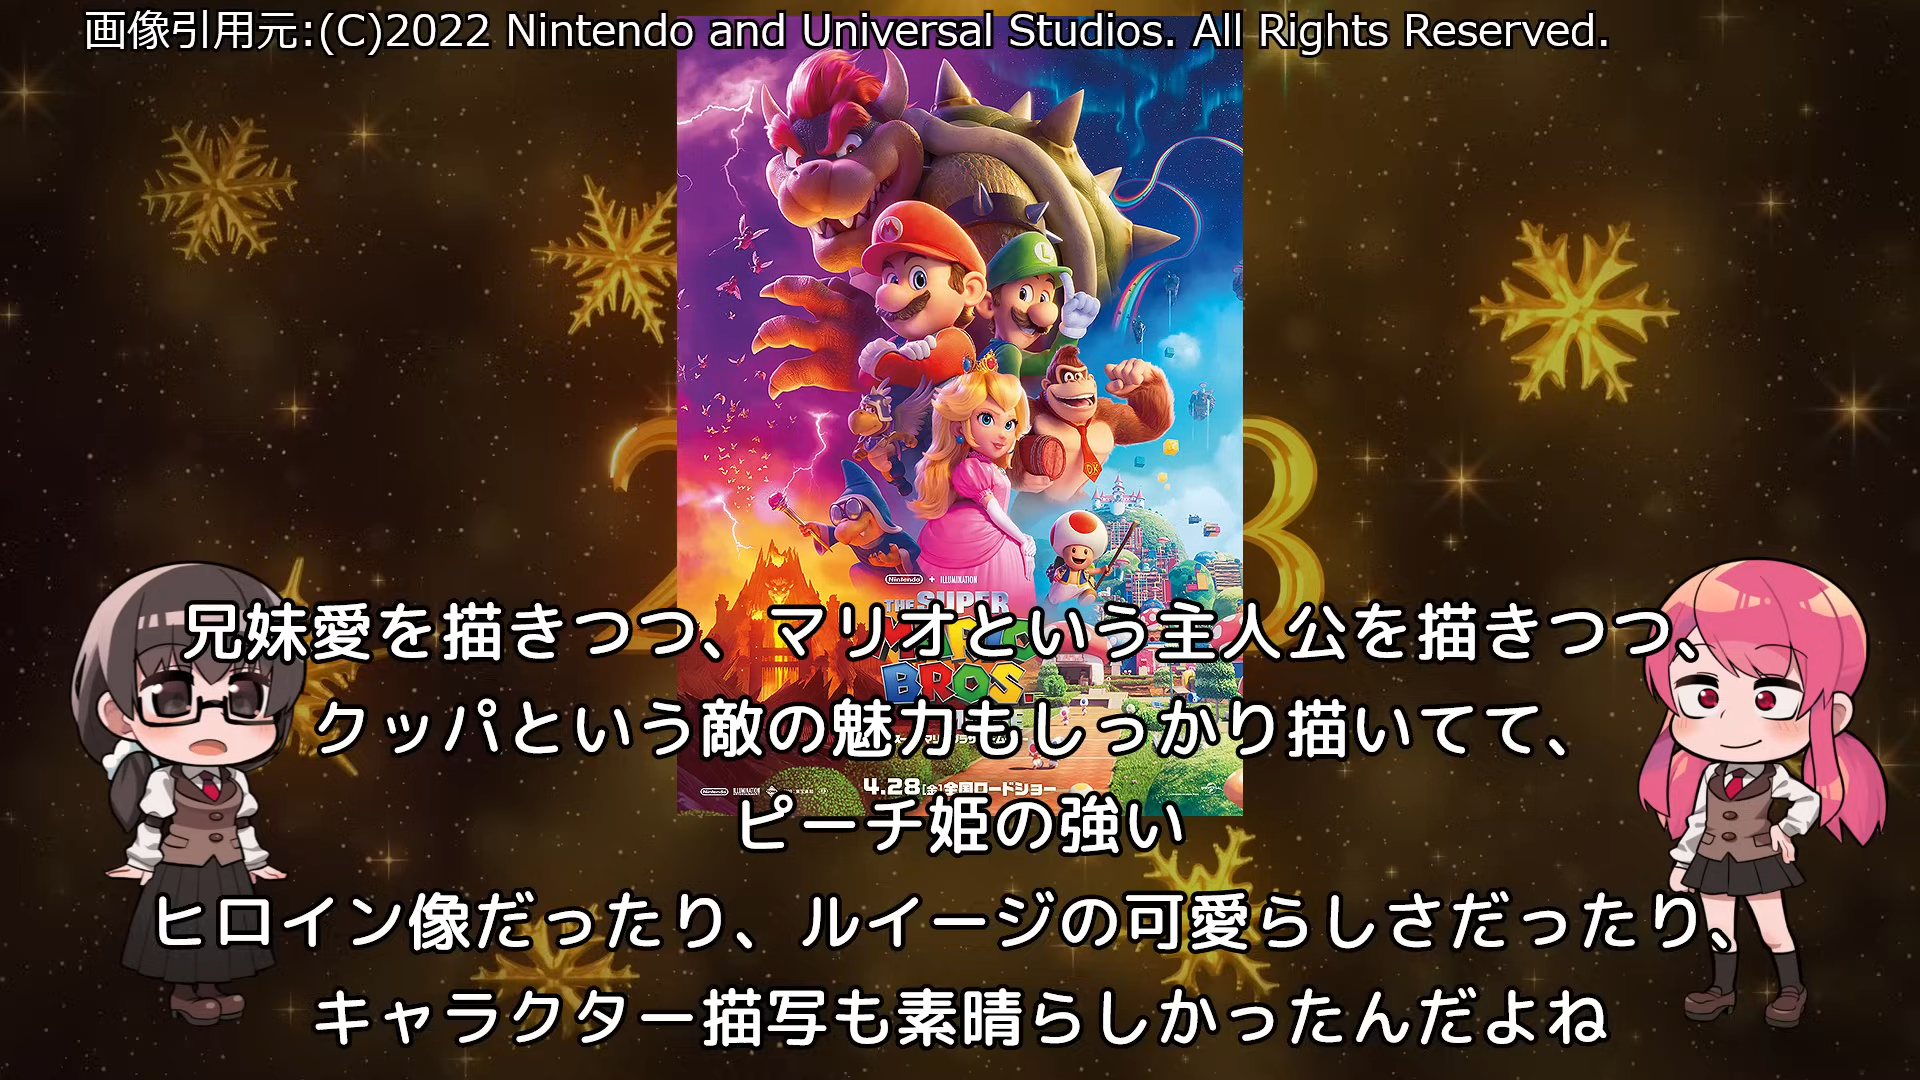 画像引用元:(C)2022 Nintendo and Universal Studios. All Rights Reserved.
Nintendo + ILLUMINATION
THE SUPER
BROS.
4.28[金]全国ロードショー
兄妹愛を描きつつ、マリオという主人公を描きつつ、
クッパという敵の魅力もしっかり描いてて、
ピーチ姫の強い
ヒロイン像だったり、ルイージの可愛らしさだったり、
キャラクター描写も素晴らしかったんだよね